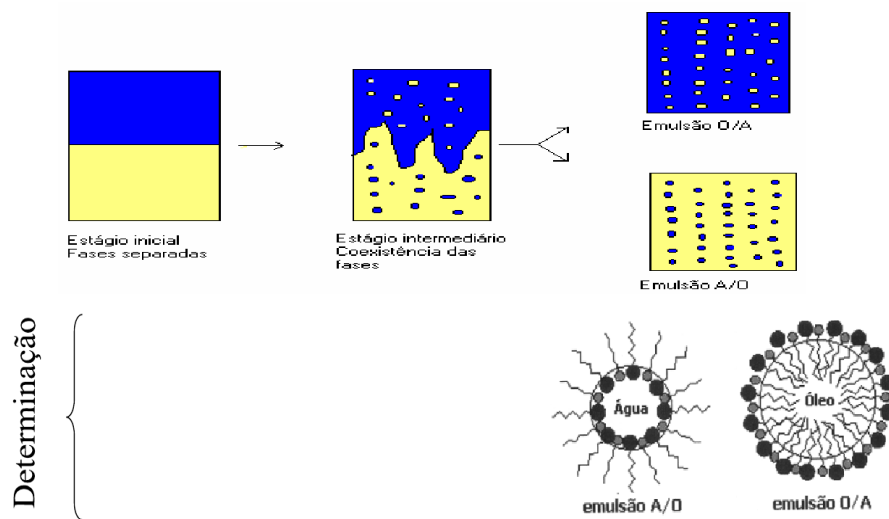 Emulsão O/A
Estágio inicial
Fases separadas
Estágio intermediário
Coexistência das
fases
Emulsão A/O
Determinação
Água
emulsão A/O
Óleo
emulsão O/A